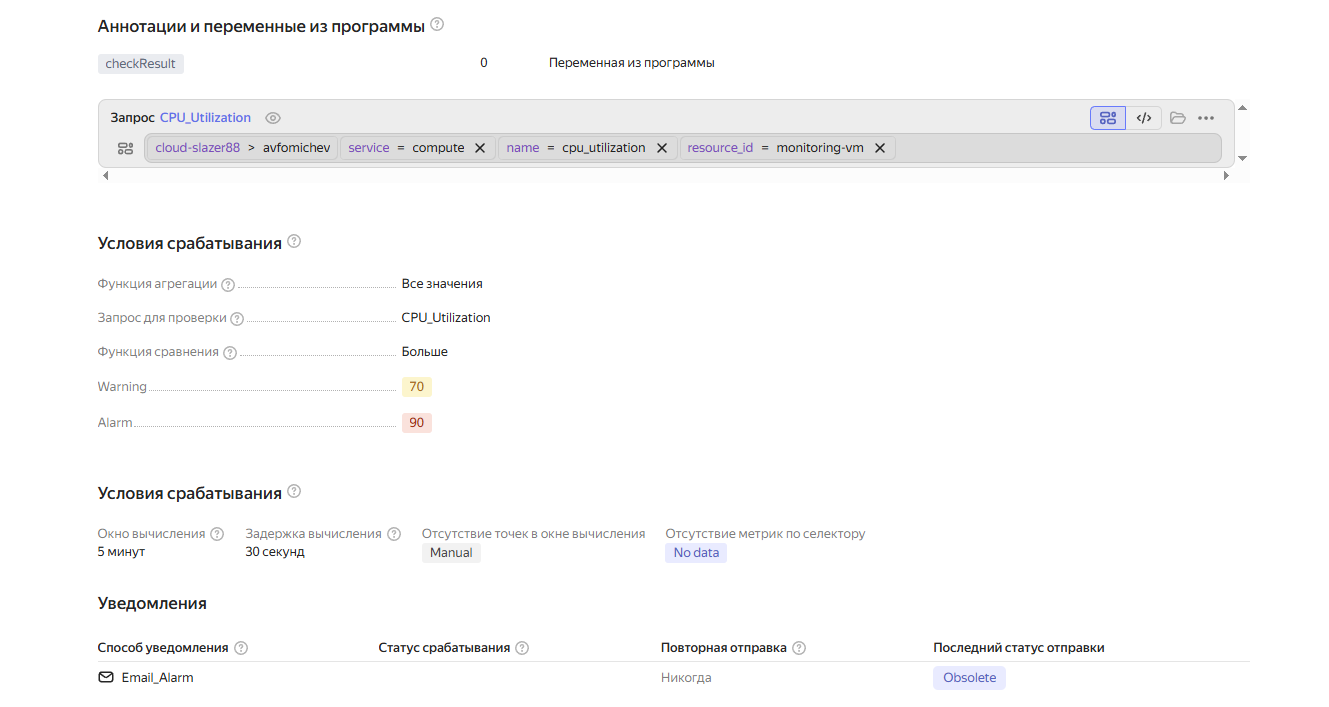 Аннотации и переменные из программы ?
checkResult 0 Переменная из программы
Запрос CPU_Utilization </> •••
cloud-slazer88 > avfomichev service = compute × name = cpu_utilization × resource_id = monitoring-vm ×
Условия срабатывания ?
Функция агрегации ? Все значения
Запрос для проверки ? CPU_Utilization
Функция сравнения ? Больше
Warning 70
Alarm 90
Условия срабатывания ?
Окно вычисления ? Задержка вычисления ? Отсутствие точек в окне вычисления Отсутствие метрик по селектору
5 минут 30 секунд Manual No data
Уведомления
Способ уведомления ? Статус срабатывания ? Повторная отправка ? Последний статус отправки
Email_Alarm Никогда Obsolete